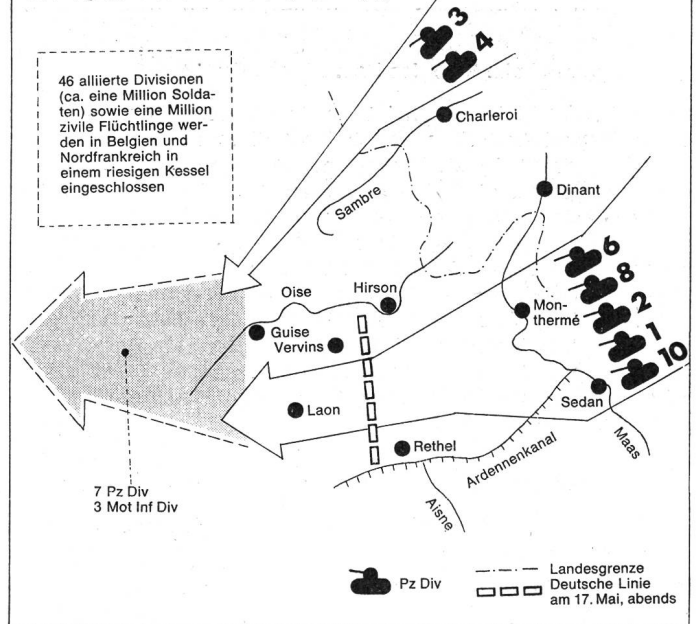 3
4
46 alliierte Divisionen
(ca. eine Million Solda-
ten) sowie eine Million
zivile Flüchtlinge wer-
den in Belgien und
Nordfrankreich in
einem riesigen Kessel
eingeschlossen
Charleroi
Sambre
Dinant
6
8
2
1
10
Oise
Hirson
Mon-
thermé
Guise
Vervins
Laon
Sedan
Rethel
Ardennenkanal
Maas
Aisne
7 Pz Div
3 Mot Inf Div
Pz Div
Landesgrenze
Deutsche Linie
am 17. Mai, abends